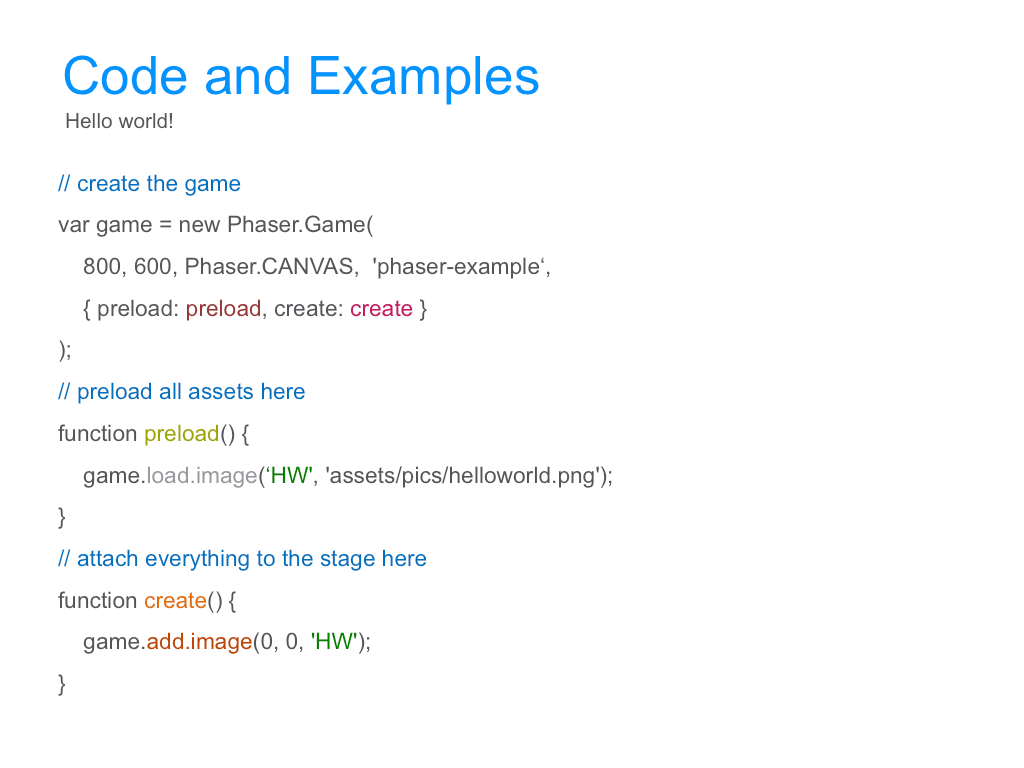 Code and Examples
Hello world!
// create the game
var game = new Phaser.Game(
800, 600, Phaser.CANVAS,  'phaser-example‘,
{ preload: preload, create: create }
);
// preload all assets here
function preload() {
game.load.image(‘HW', 'assets/pics/helloworld.png');
}
// attach everything to the stage here
function create() {
game.add.image(0, 0, 'HW');
}